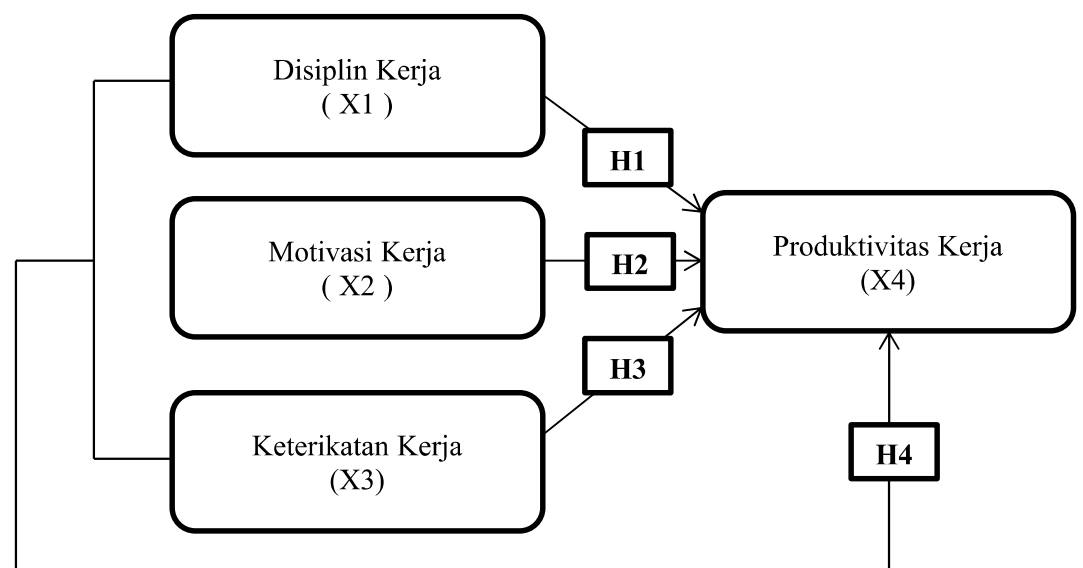 Disiplin Kerja
( X1 )
H1
Motivasi Kerja
( X2 )
H2
Produktivitas Kerja
(X4)
H3
Keterikatan Kerja
(X3)
H4